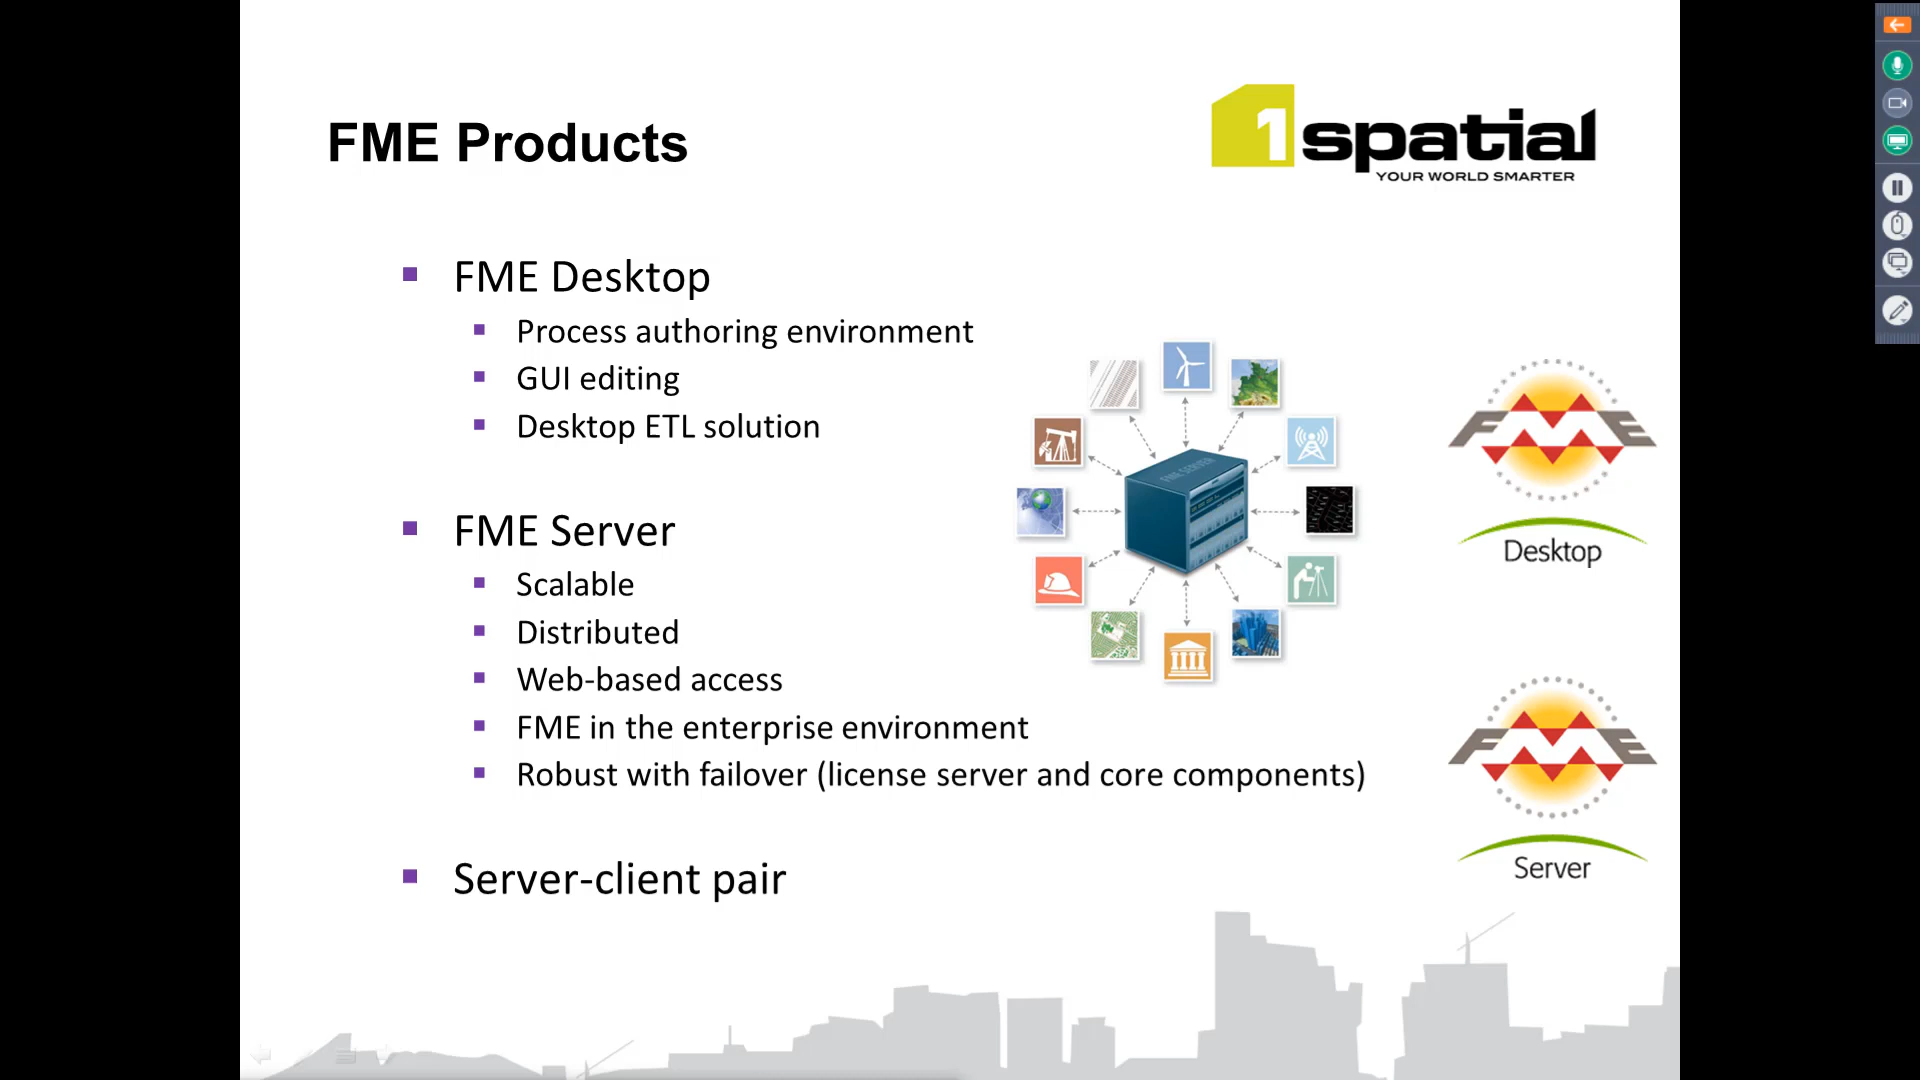 FME Products
1spatial
YOUR WORLD SMARTER
FME Desktop
Process authoring environment
GUI editing
Desktop ETL solution
FME Server
Scalable
Distributed
Web-based access
FME in the enterprise environment
Robust with failover (license server and core components)
Server-client pair
FME SERVER
FME
Desktop
FME
Server